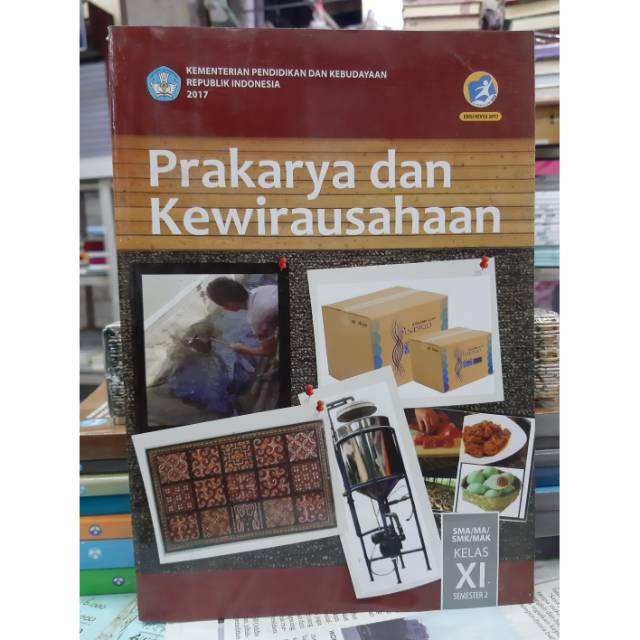 KEMENTERIAN PENDIDIKAN DAN KEBUDAYAAN
REPUBLIK INDONESIA
2017
EDISI REVISI 2017
Prakarya dan
Kewirausahaan
SMA/MA/
SMK/MAK
KELAS
XI
SEMESTER 2